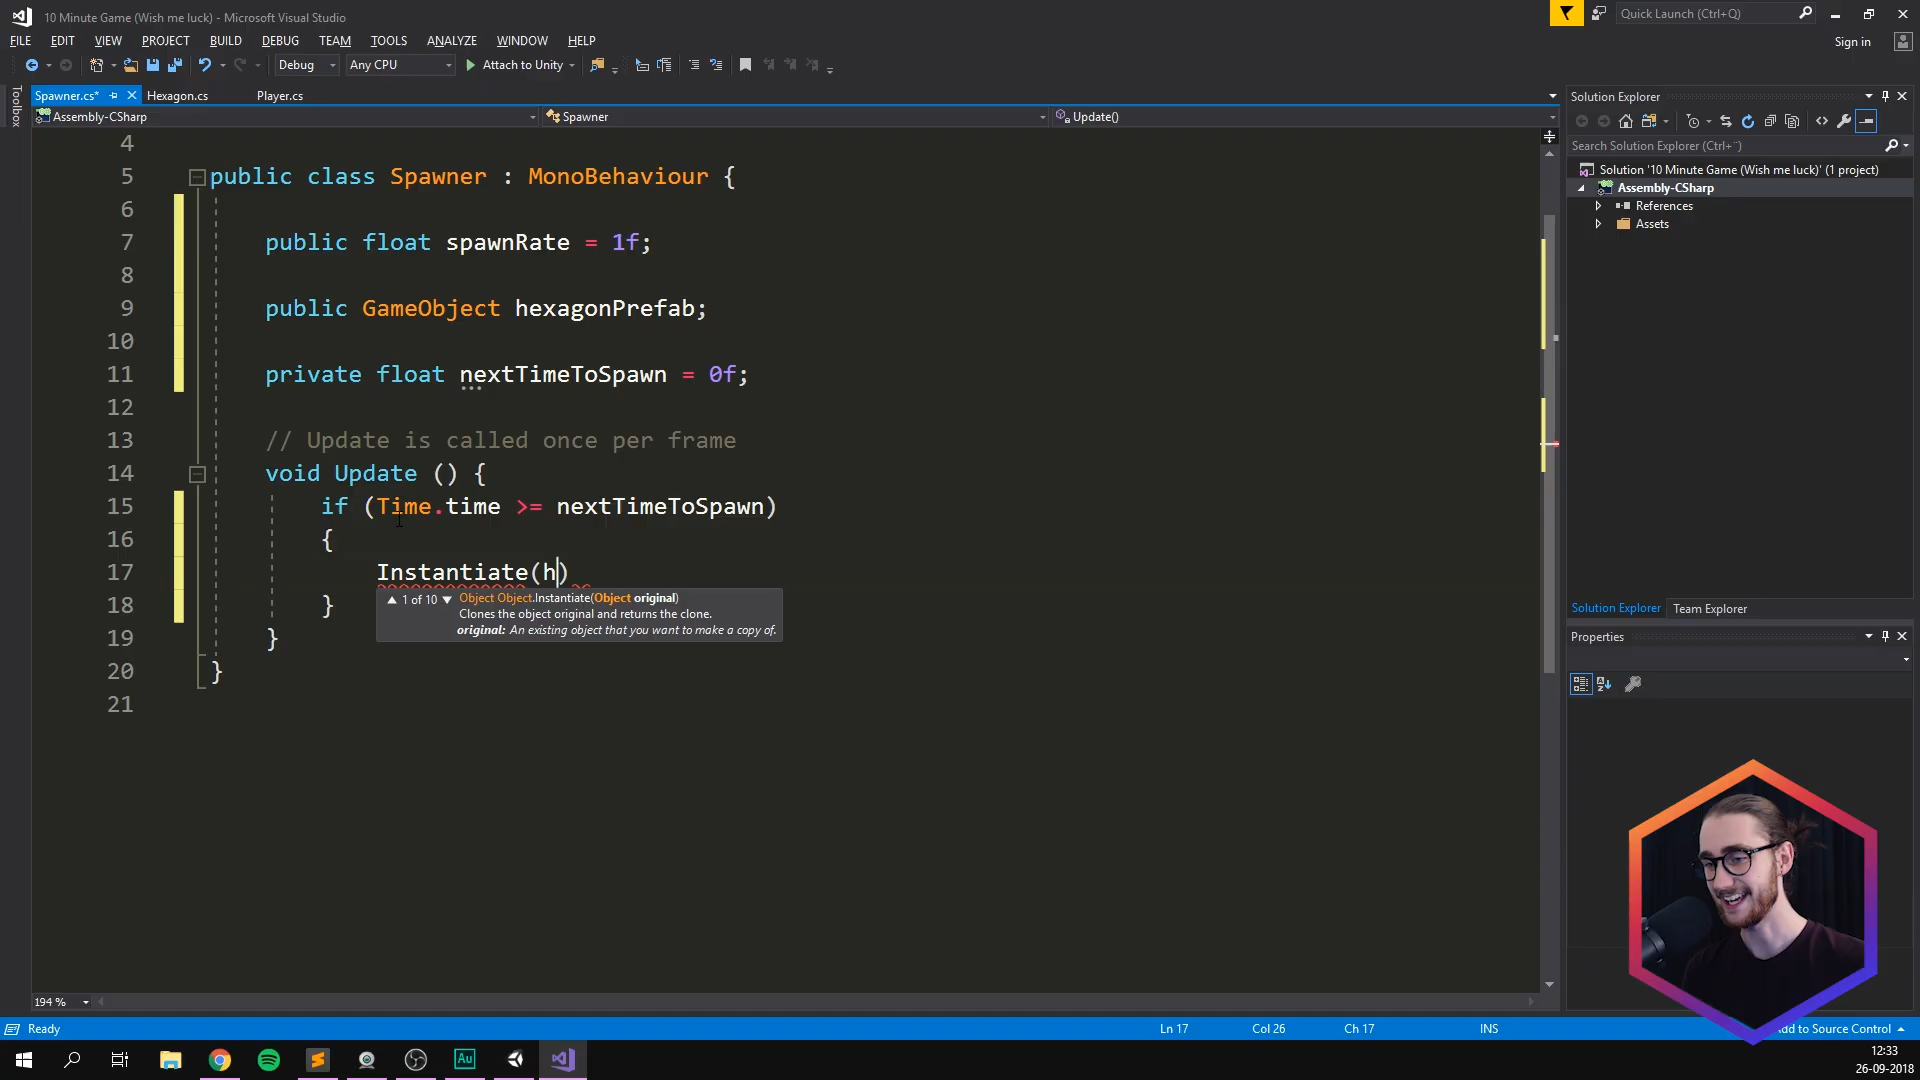 10 Minute Game (Wish me luck) - Microsoft Visual Studio
Quick Launch (Ctrl+Q)
FILE EDIT VIEW PROJECT BUILD DEBUG TEAM TOOLS ANALYZE WINDOW HELP
Sign in
Debug Any CPU Attach to Unity
Toolbox
Spawner.cs* Hexagon.cs Player.cs
Assembly-CSharp Spawner Update()
4
5 public class Spawner : MonoBehaviour {
6
7 public float spawnRate = 1f;
8
9 public GameObject hexagonPrefab;
10
11 private float nextTimeToSpawn = 0f;
12
13 // Update is called once per frame
14 void Update () {
15 if (Time.time >= nextTimeToSpawn)
16 {
17 Instantiate(h)
1 of 10 Object Object.Instantiate(Object original)
Clones the object original and returns the clone.
original: An existing object that you want to make a copy of.
18 }
19 }
20 }
21
194 %
Solution Explorer
Search Solution Explorer (Ctrl+¨)
Solution '10 Minute Game (Wish me luck)' (1 project)
Assembly-CSharp
References
Assets
Solution Explorer Team Explorer
Properties
Ready Ln 17 Col 26 Ch 17 INS dd to Source Control
Au
12:33
26-09-2018